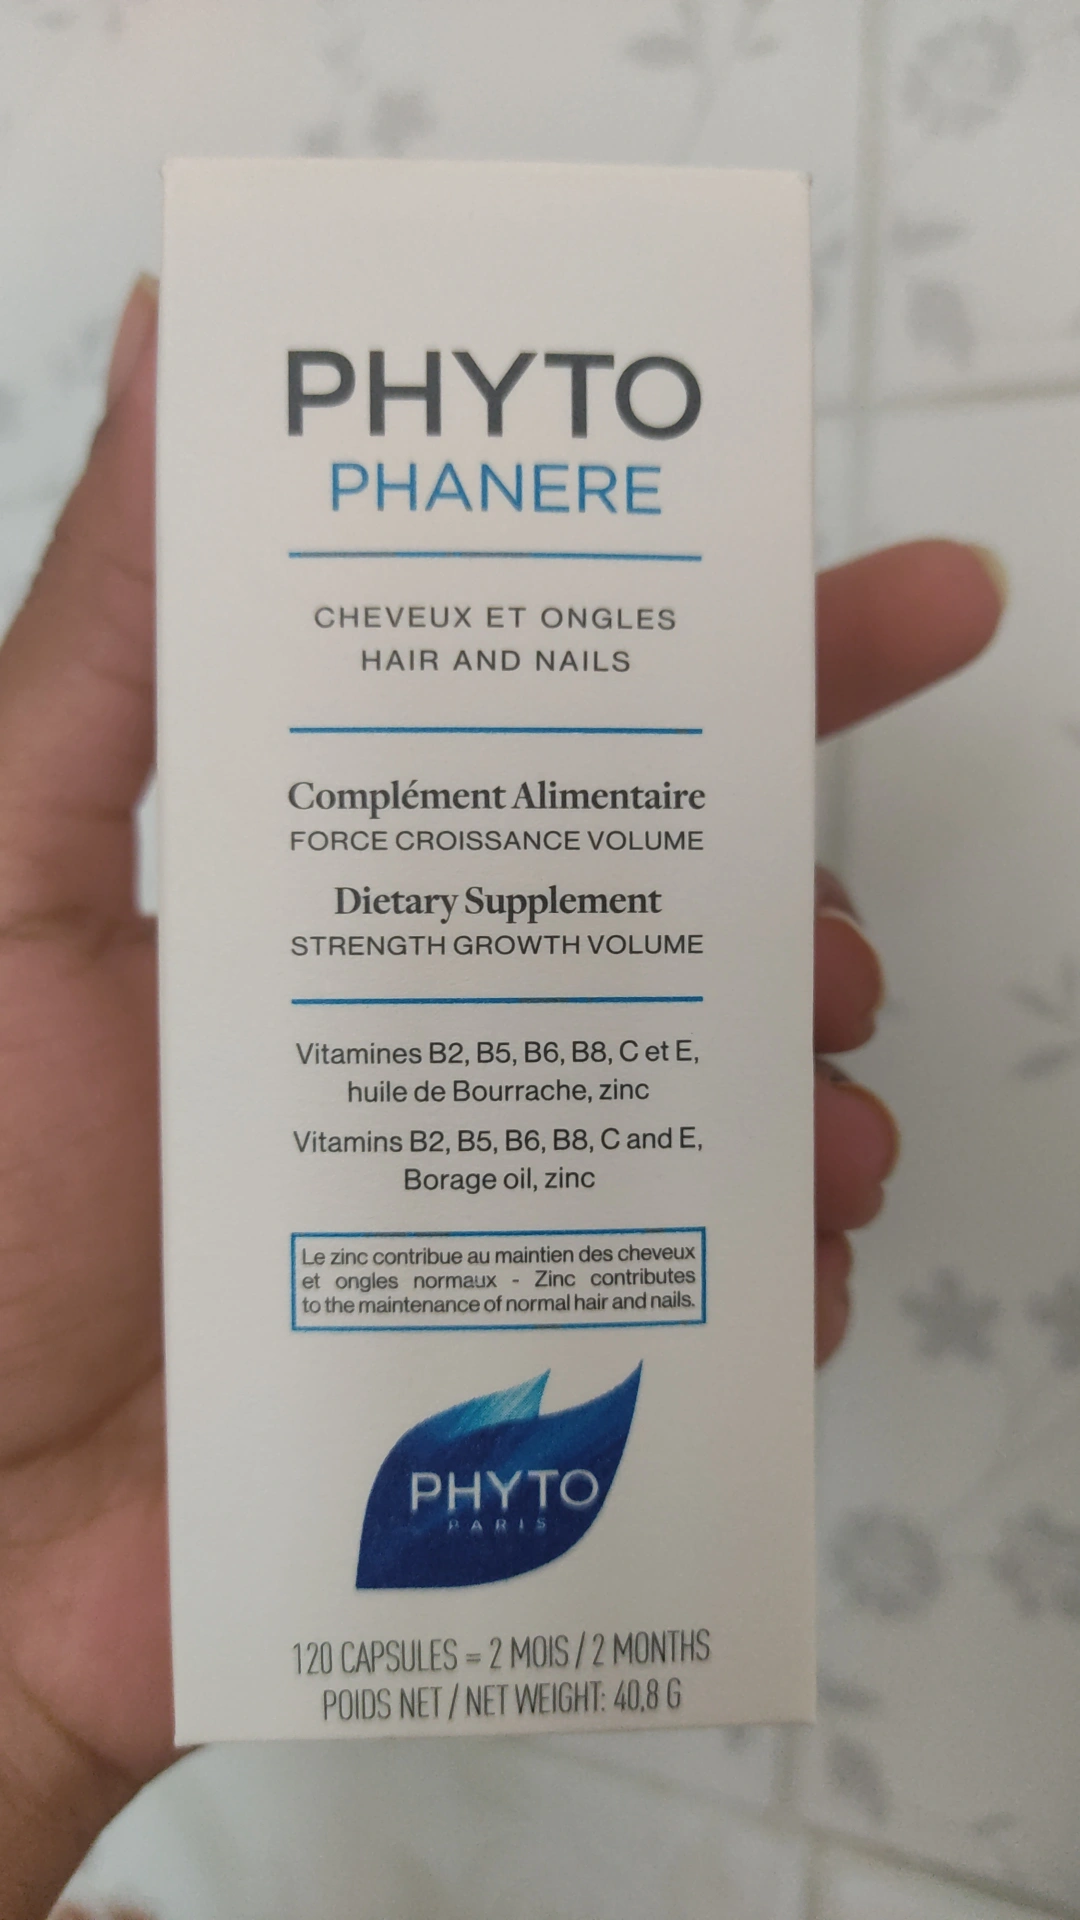 PHYTO
PHANERE
CHEVEUX ET ONGLES
HAIR AND NAILS
Complément Alimentaire
FORCE CROISSANCE VOLUME
Dietary Supplement
STRENGTH GROWTH VOLUME
Vitamines B2, B5, B6, B8, C et E,
huile de Bourrache, zinc
Vitamins B2, B5, B6, B8, C and E,
Borage oil, zinc
Le zinc contribue au maintien des cheveux
et ongles normaux - Zinc contributes
to the maintenance of normal hair and nails.
PHYTO
PARIS
120 CAPSULES = 2 MOIS / 2 MONTHS
POIDS NET / NET WEIGHT: 40,8 G